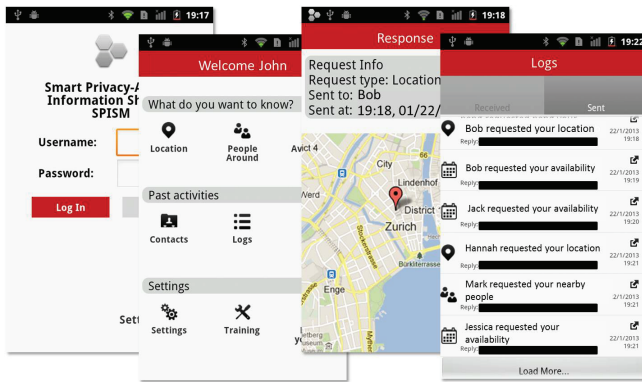 19:17
Smart Privacy-A
Information Sh
SPISM
Username:
Password:
Log In
Sett
Welcome John
What do you want to know?
Location
People
Around
Avict 4
Past activities
Contacts
Logs
Settings
Settings
Training
19:18
Response
Request Info
Request type: Location
Sent to: Bob
Sent at: 19:18, 01/22/
City
66
Lindenhof
District
Zurich
Werd
Stockerstrasse
Bürkliterrasse
Enge
Mythen
19:22
Logs
Received
Sent
Bob requested your location
22/1/2013
Reply:
19:18
Bob requested your availability
22/1/2013
Reply:
19:19
Jack requested your availability
22/1/2013
Reply:
19:20
Hannah requested your location
22/1/2013
Reply:
19:21
Mark requested your nearby
people
2/1/2013
Reply:
19:21
Jessica requested your
availability
22/1/2013
Reply:
19:21
Load More...